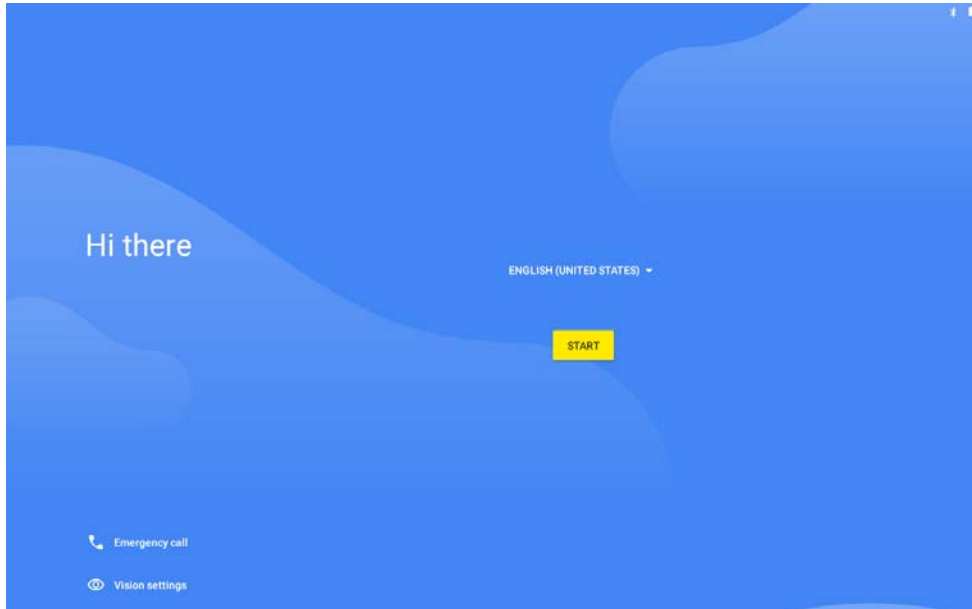 Hi there
ENGLISH (UNITED STATES)
START
Emergency call
Vision settings